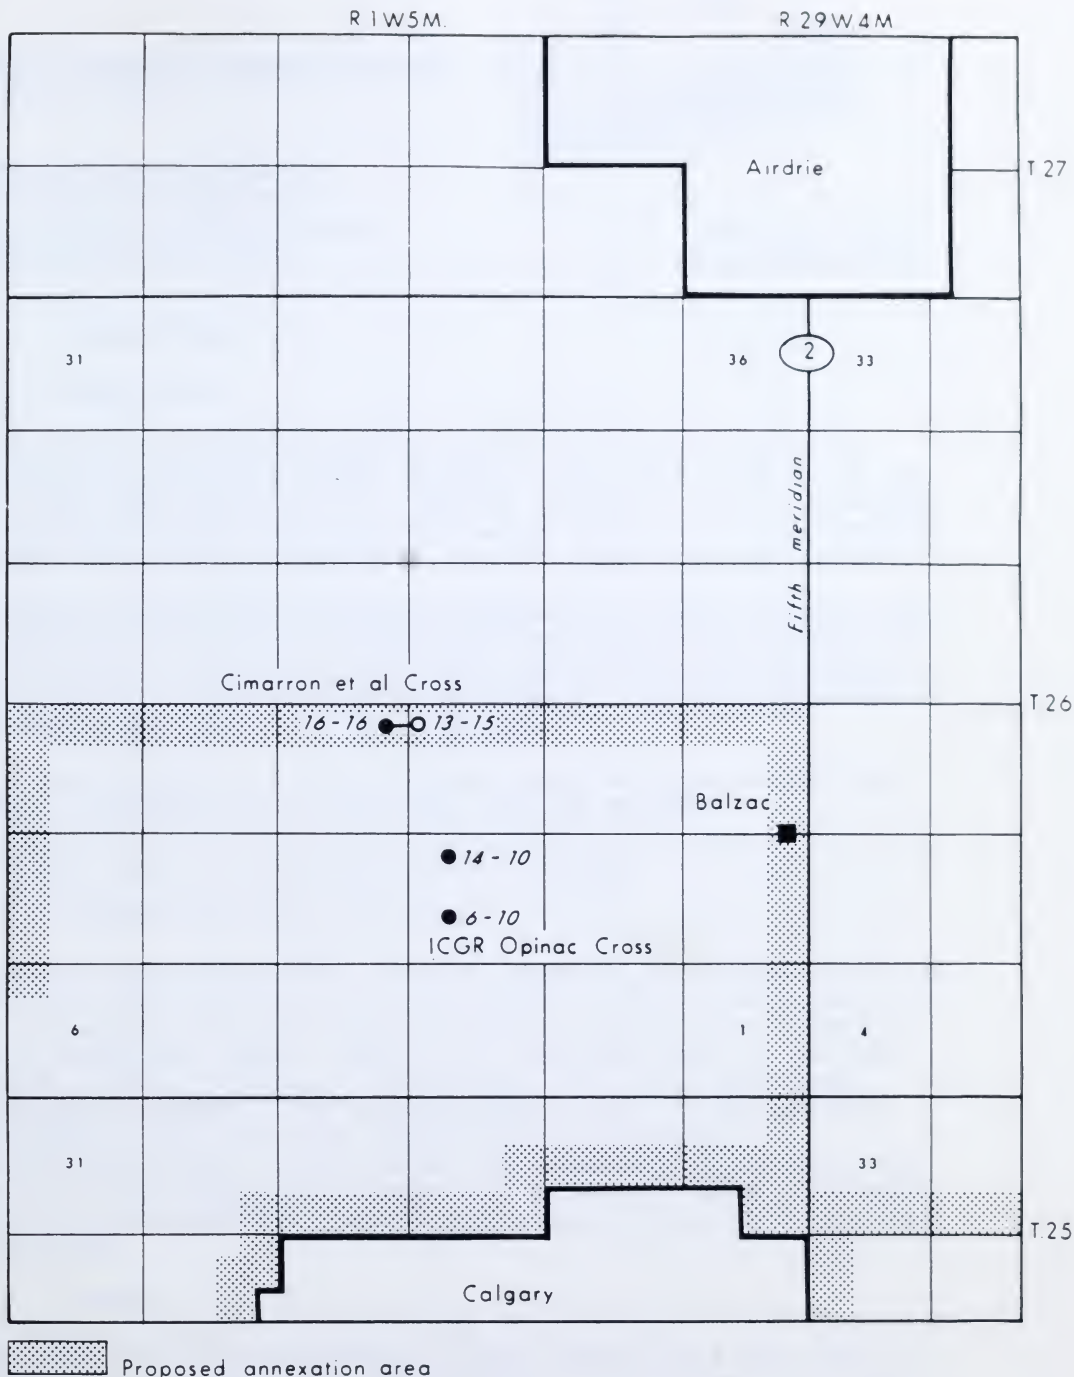 R 1 W 5 M.
R 29 W 4 M.
Airdrie
T 27
31
36
2
33
Fifth meridian
Cimarron et al Cross
T 26
16 - 16
13 - 15
Balzac
14 - 10
6 - 10
ICGR Opinac Cross
6
1
4
31
33
T. 25
Calgary
Proposed annexation area